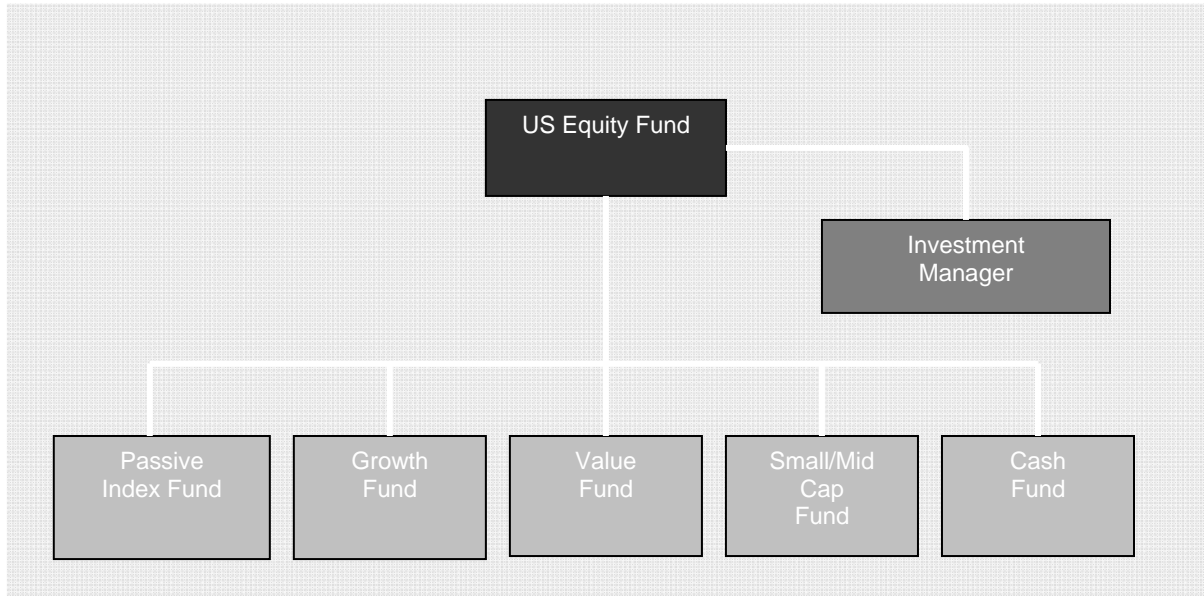 US Equity Fund
Investment
Manager
Passive
Index Fund
Growth
Fund
Value
Fund
Small/Mid
Cap
Fund
Cash
Fund